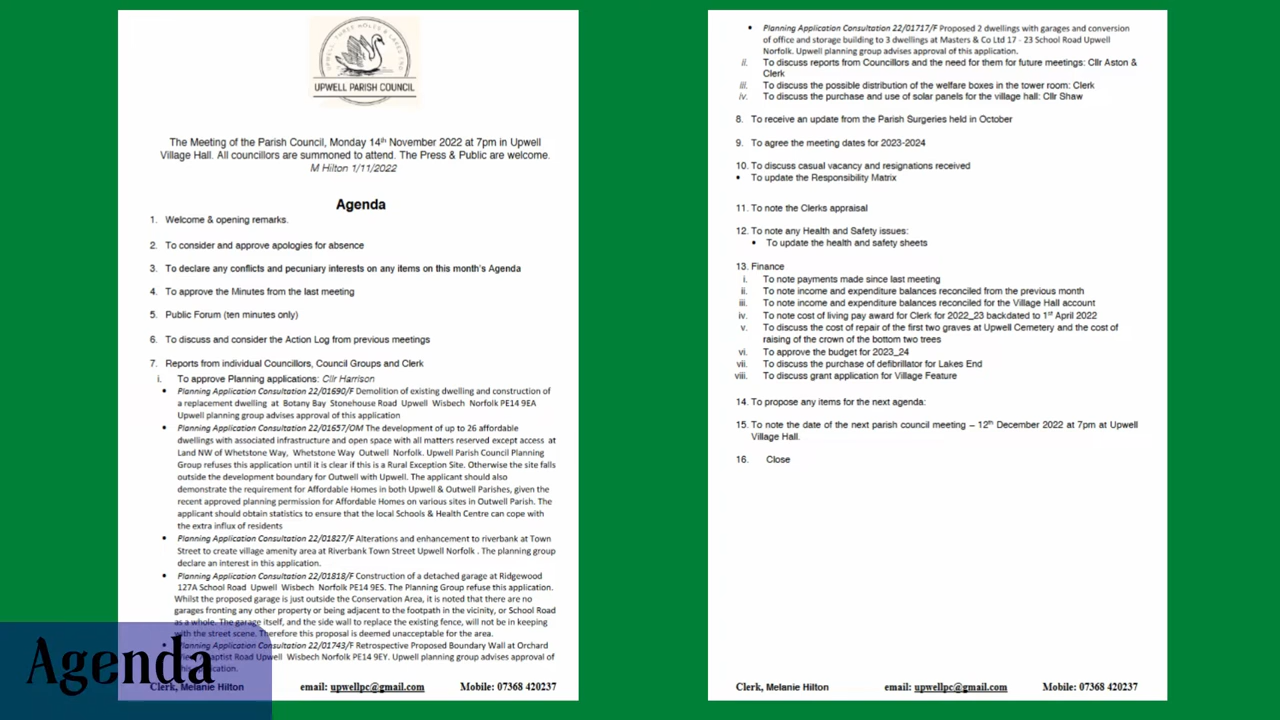 UPWELL THREE HOLES & LAKES END
UPWELL PARISH COUNCIL
The Meeting of the Parish Council, Monday 14th November 2022 at 7pm in Upwell
Village Hall. All councillors are summoned to attend. The Press & Public are welcome.
M Hilton 1/11/2022
Agenda
1. Welcome & opening remarks.
2. To consider and approve apologies for absence
3. To declare any conflicts and pecuniary interests on any items on this month's Agenda
4. To approve the Minutes from the last meeting
5. Public Forum (ten minutes only)
6. To discuss and consider the Action Log from previous meetings
7. Reports from individual Councillors, Council Groups and Clerk
i. To approve Planning applications: Cllr Harrison
• Planning Application Consultation 22/01690/F Demolition of existing dwelling and construction of
a replacement dwelling at Botany Bay Stonehouse Road Upwell Wisbech Norfolk PE14 9EA
Upwell planning group advises approval of this application
• Planning Application Consultation 22/01657/OM The development of up to 26 affordable
dwellings with associated infrastructure and open space with all matters reserved except access at
Land NW of Whetstone Way, Whetstone Way Outwell Norfolk. Upwell Parish Council Planning
Group refuses this application until it is clear if this is a Rural Exception Site. Otherwise the site falls
outside the development boundary for Outwell with Upwell. The applicant should also
demonstrate the requirement for Affordable Homes in both Upwell & Outwell Parishes, given the
recent approved planning permission for Affordable Homes on various sites in Outwell Parish. The
applicant should obtain statistics to ensure that the local Schools & Health Centre can cope with
the extra influx of residents
• Planning Application Consultation 22/01827/F Alterations and enhancement to riverbank at Town
Street to create village amenity area at Riverbank Town Street Upwell Norfolk . The planning group
declare an interest in this application.
• Planning Application Consultation 22/01818/F Construction of a detached garage at Ridgewood
127A School Road Upwell Wisbech Norfolk PE14 9ES. The Planning Group refuse this application.
Whilst the proposed garage is just outside the Conservation Area, it is noted that there are no
garages fronting any other property or being adjacent to the footpath in the vicinity, or School Road
as a whole. The garage itself, and the side wall to replace the existing fence, will not be in keeping
with the street scene. Therefore this proposal is deemed unacceptable for the area.
• Planning Application Consultation 22/01743/F Retrospective Proposed Boundary Wall at Orchard
Baptist Road Upwell Wisbech Norfolk PE14 9EY. Upwell planning group advises approval of
this application.
Clerk, Melanie Hilton email: upwellpc@gmail.com Mobile: 07368 420237
Agenda
• Planning Application Consultation 22/01717/F Proposed 2 dwellings with garages and conversion
of office and storage building to 3 dwellings at Masters & Co Ltd 17 - 23 School Road Upwell
Norfolk. Upwell planning group advises approval of this application.
ii. To discuss reports from Councillors and the need for them for future meetings: Cllr Aston &
Clerk
iii. To discuss the possible distribution of the welfare boxes in the tower room: Clerk
iv. To discuss the purchase and use of solar panels for the village hall: Cllr Shaw
8. To receive an update from the Parish Surgeries held in October
9. To agree the meeting dates for 2023-2024
10. To discuss casual vacancy and resignations received
• To update the Responsibility Matrix
11. To note the Clerks appraisal
12. To note any Health and Safety issues:
• To update the health and safety sheets
13. Finance
i. To note payments made since last meeting
ii. To note income and expenditure balances reconciled from the previous month
iii. To note income and expenditure balances reconciled for the Village Hall account
iv. To note cost of living pay award for Clerk for 2022_23 backdated to 1st April 2022
v. To discuss the cost of repair of the first two graves at Upwell Cemetery and the cost of
raising of the crown of the bottom two trees
vi. To approve the budget for 2023_24
vii. To discuss the purchase of defibrillator for Lakes End
viii. To discuss grant application for Village Feature
14. To propose any items for the next agenda:
15. To note the date of the next parish council meeting – 12th December 2022 at 7pm at Upwell
Village Hall.
16. Close
Clerk, Melanie Hilton email: upwellpc@gmail.com Mobile: 07368 420237